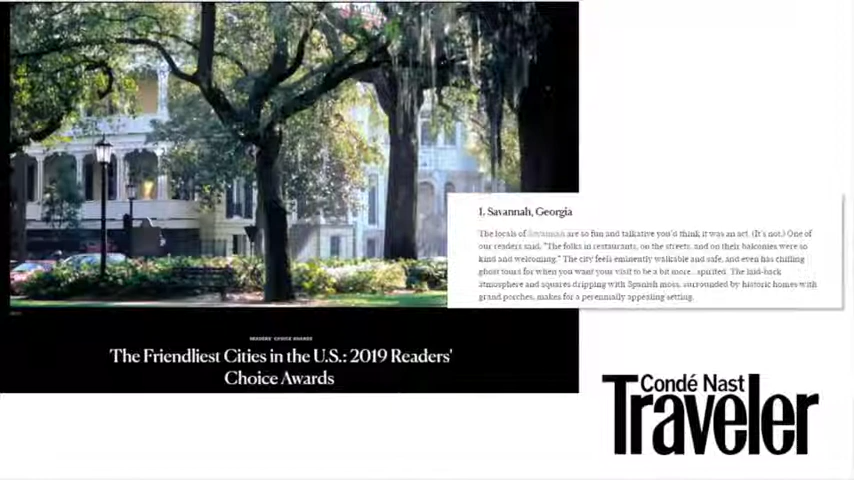 1. Savannah, Georgia
The locals of Savannah are so fun and talkative you'd think it was an act. (It's not.) One of
our readers said, "The folks in restaurants, on the streets, and on their balconies were so
kind and welcoming." The city feels eminently walkable and safe, and even has chilling
ghost tours for when you want your visit to be a bit more...spirited. The laid-back
atmosphere and squares dripping with Spanish moss, surrounded by historic homes with
grand porches, makes for a perennially appealing setting.
READERS' CHOICE AWARDS
The Friendliest Cities in the U.S.: 2019 Readers'
Choice Awards
Condé Nast
Traveler